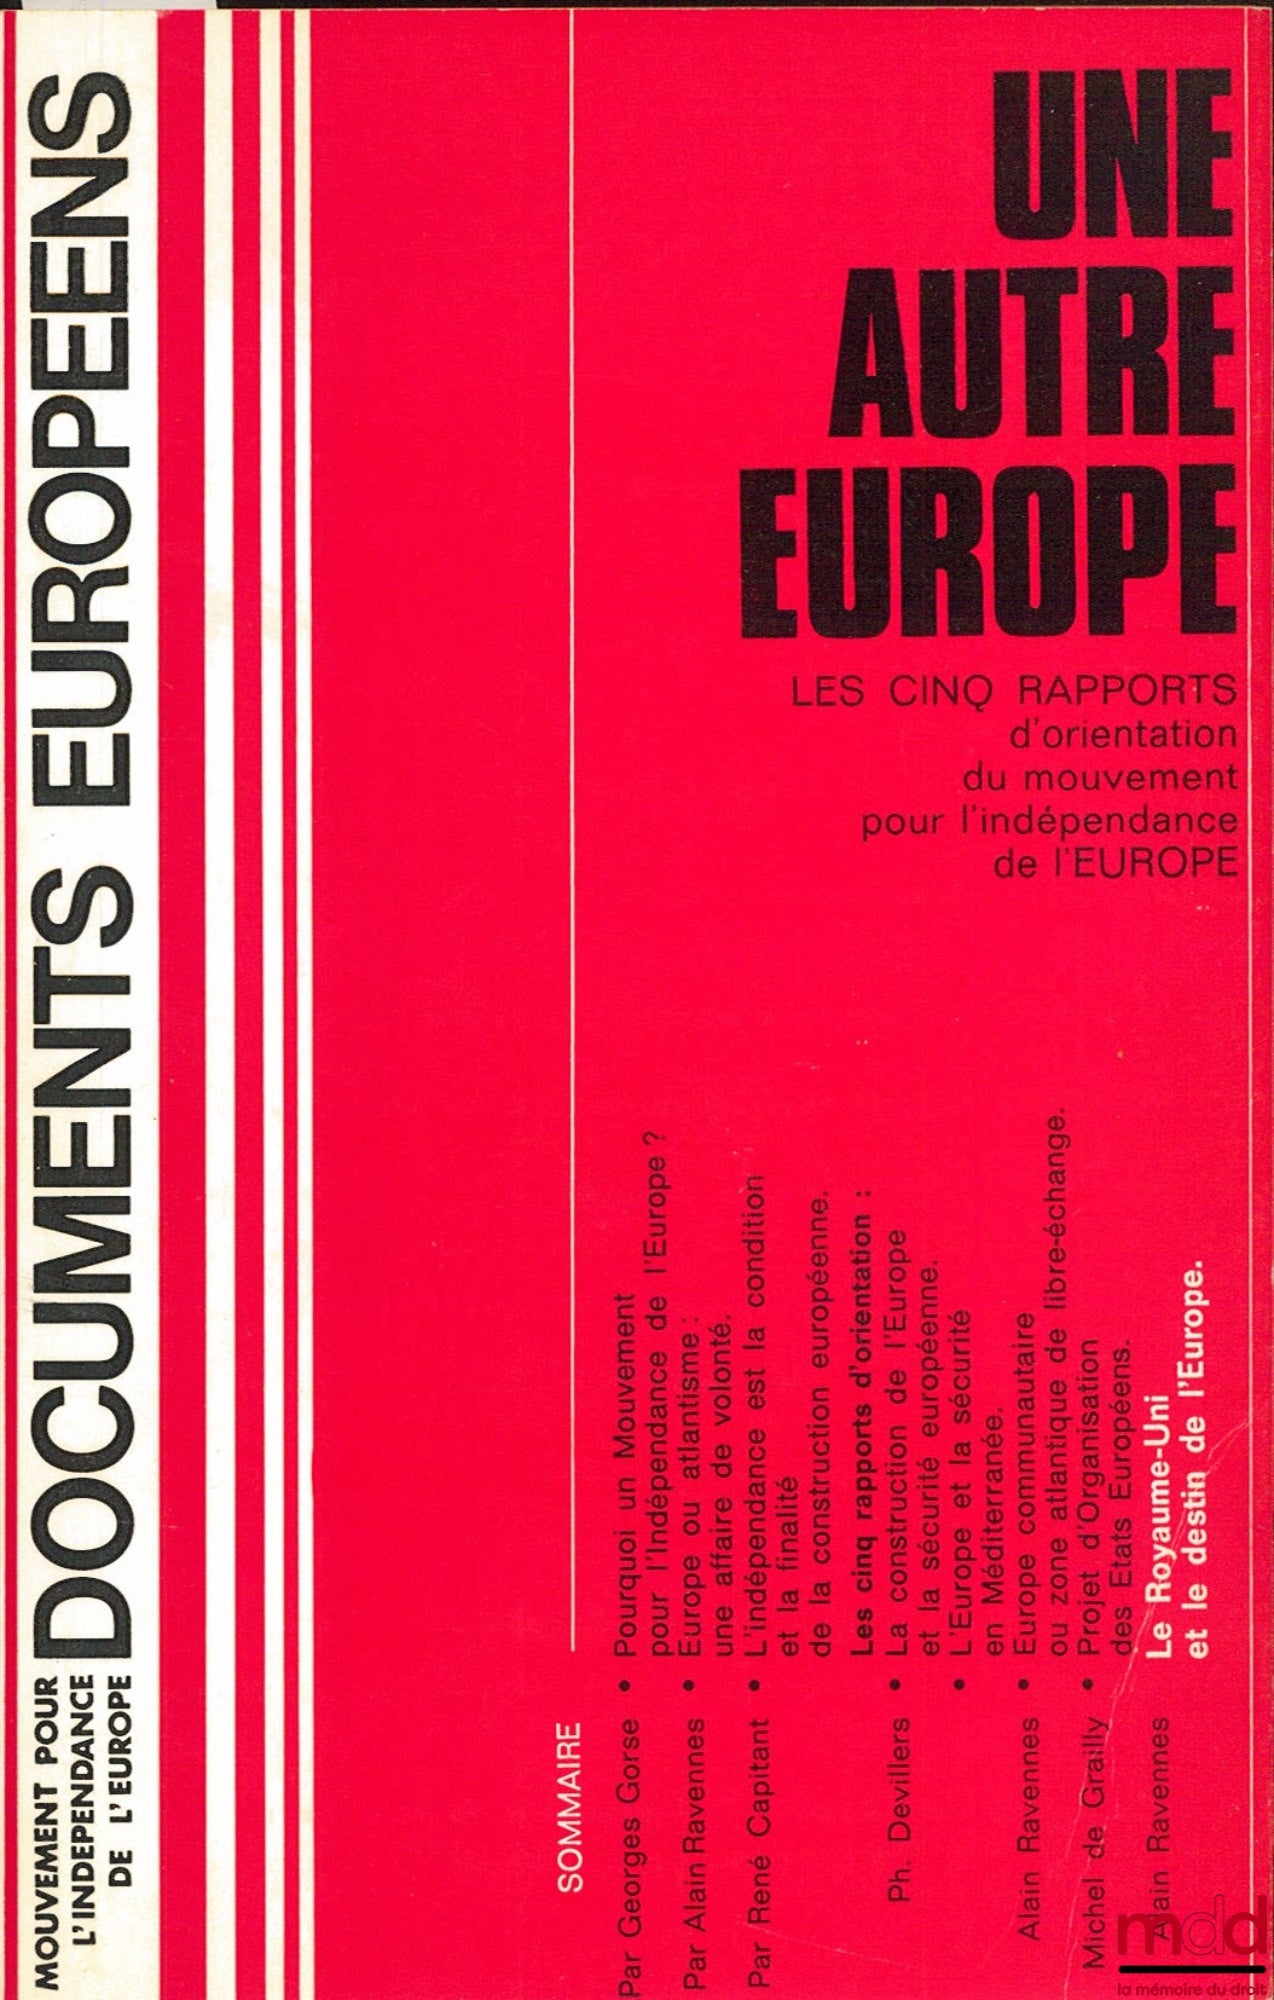 MOUVEMENT POUR
L'INDEPENDANCE
DE L'EUROPE
DOCUMENTS EUROPEENS
UNE
AUTRE
EUROPE
LES CINQ RAPPORTS
d'orientation
du mouvement
pour l'indépendance
de l'EUROPE
SOMMAIRE
Par Georges Gorse • Pourquoi un Mouvement
pour l'Indépendance de l'Europe ?
Par Alain Ravennes • Europe ou atlantisme :
une affaire de volonté.
Par René Capitant • L'indépendance est la condition
et la finalité
de la construction européenne.
Les cinq rapports d'orientation :
Ph. Devillers • La construction de l'Europe
et la sécurité européenne.
• L'Europe et la sécurité
en Méditerranée.
Alain Ravennes • Europe communautaire
ou zone atlantique de libre-échange.
Michel de Grailly • Projet d'Organisation
des Etats Européens.
Alain Ravennes Le Royaume-Uni
et le destin de l'Europe.
mdd
la mémoire du droit